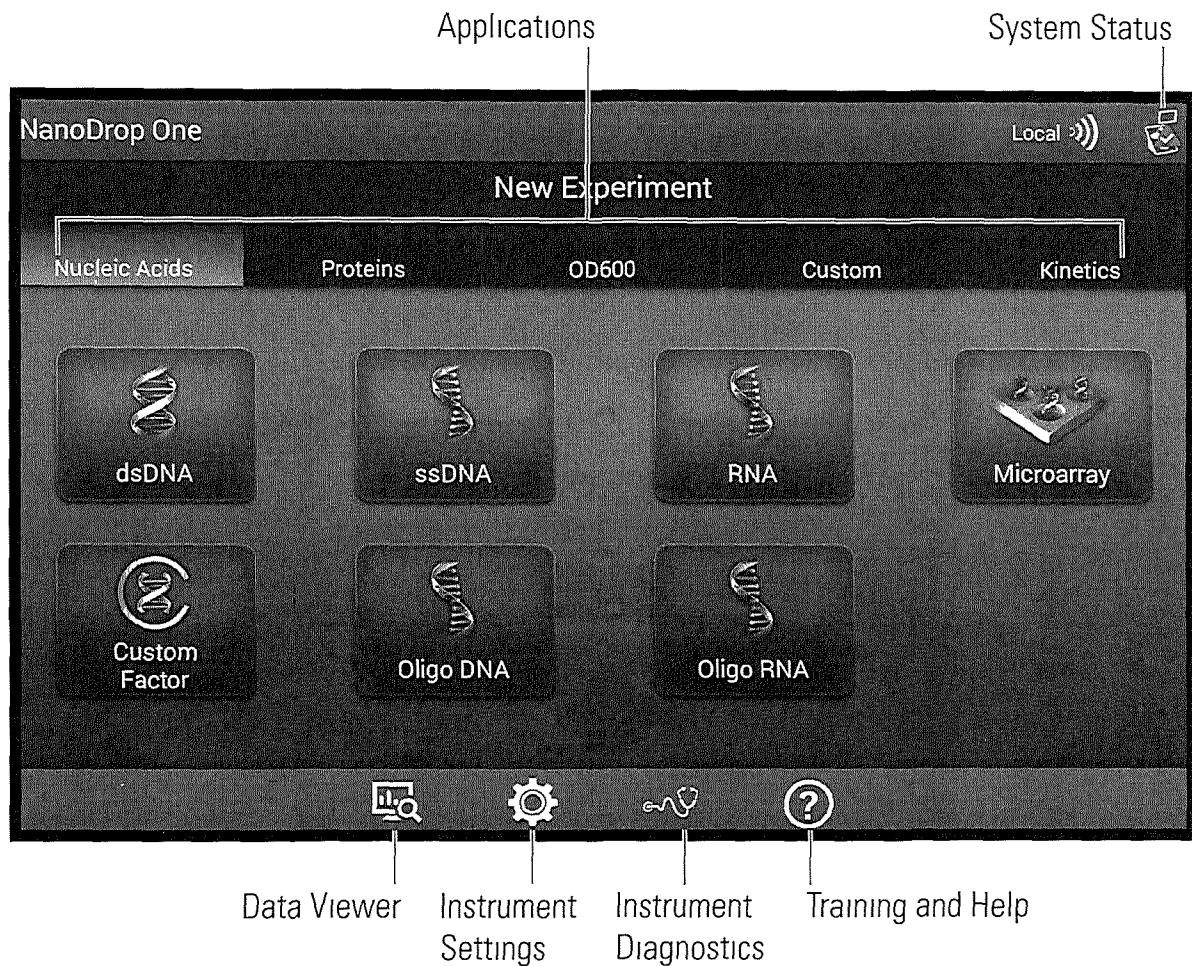 Applications
System Status
NanoDrop One
Local
New Experiment
Nucleic Acids
Proteins
OD600
Custom
Kinetics
dsDNA
ssDNA
RNA
Microarray
Custom
Factor
Oligo DNA
Oligo RNA
?
Data Viewer
Instrument
Settings
Instrument
Diagnostics
Training and Help